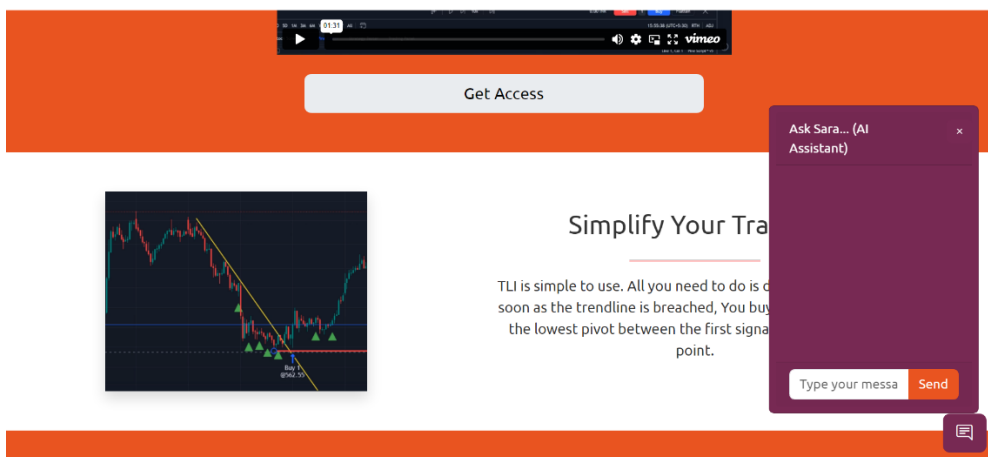 01:31
vimeo
Get Access
Ask Sara... (AI
Assistant)
×
Simplify Your Tra
TLI is simple to use. All you need to do is
soon as the trendline is breached, You buy
the lowest pivot between the first signa
point.
Buy 1
@562.55
Type your messa
Send